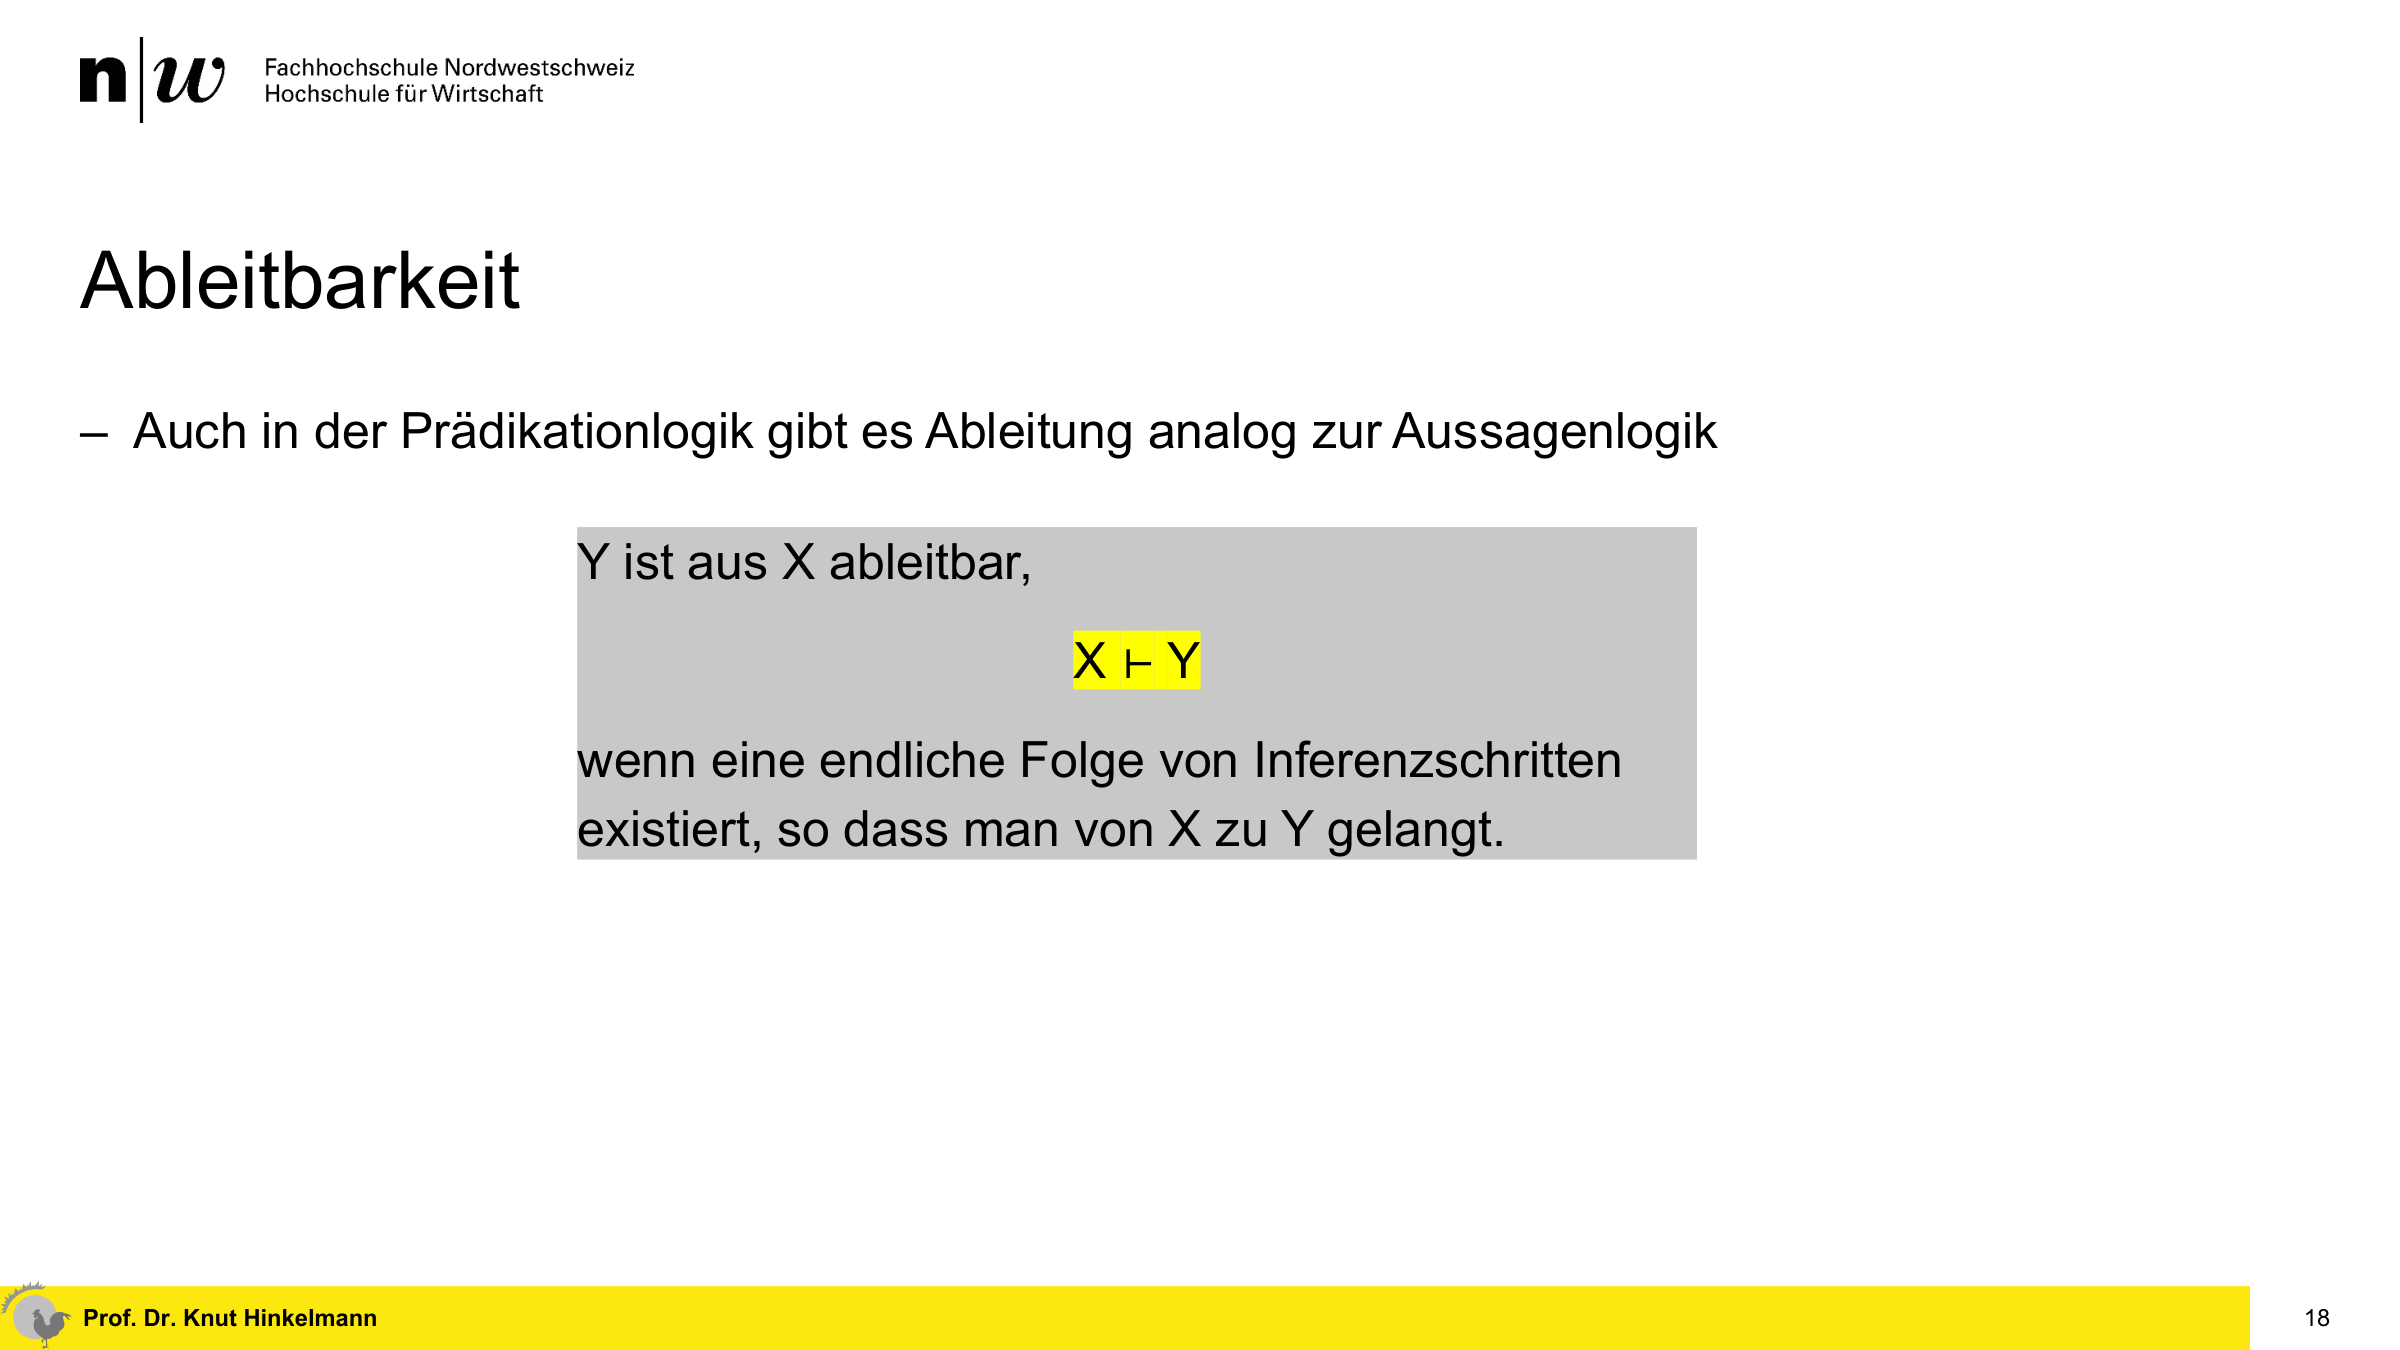 n|w Fachhochschule Nordwestschweiz
Hochschule für Wirtschaft
Ableitbarkeit
– Auch in der Prädikationlogik gibt es Ableitung analog zur Aussagenlogik
Y ist aus X ableitbar,
X ⊢ Y
wenn eine endliche Folge von Inferenzschritten
existiert, so dass man von X zu Y gelangt.
Prof. Dr. Knut Hinkelmann
18